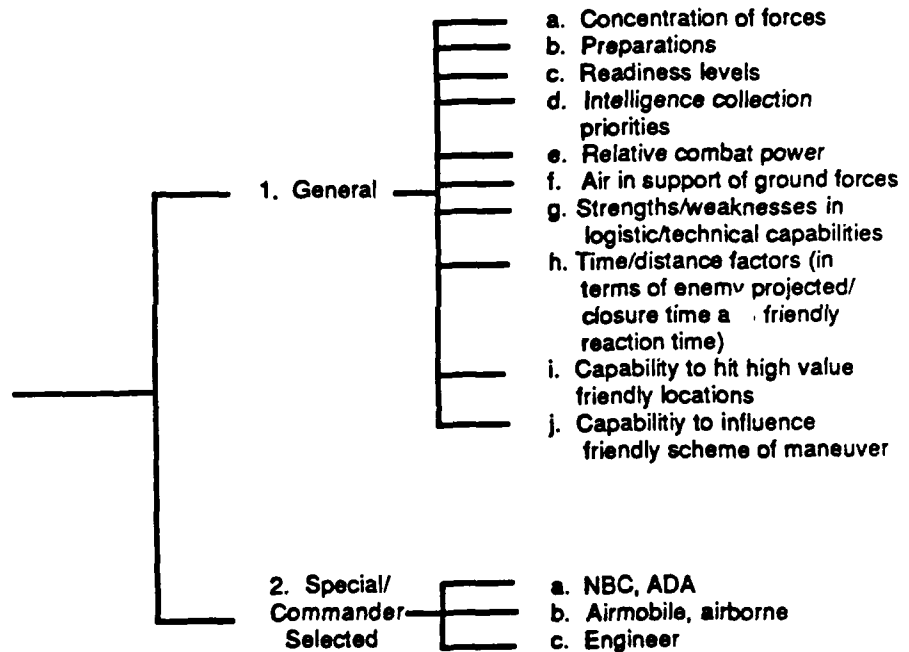 a. Concentration of forces
b. Preparations
c. Readiness levels
d. Intelligence collection
priorities
e. Relative combat power
1. General
f. Air in support of ground forces
g. Strengths/weaknesses in
logistic/technical capabilities
h. Time/distance factors (in
terms of enemy projected/
closure time a friendly
reaction time)
i. Capability to hit high value
friendly locations
j. Capabilitiy to influence
friendly scheme of maneuver
2. Special/
Commander
Selected
a. NBC, ADA
b. Airmobile, airborne
c. Engineer